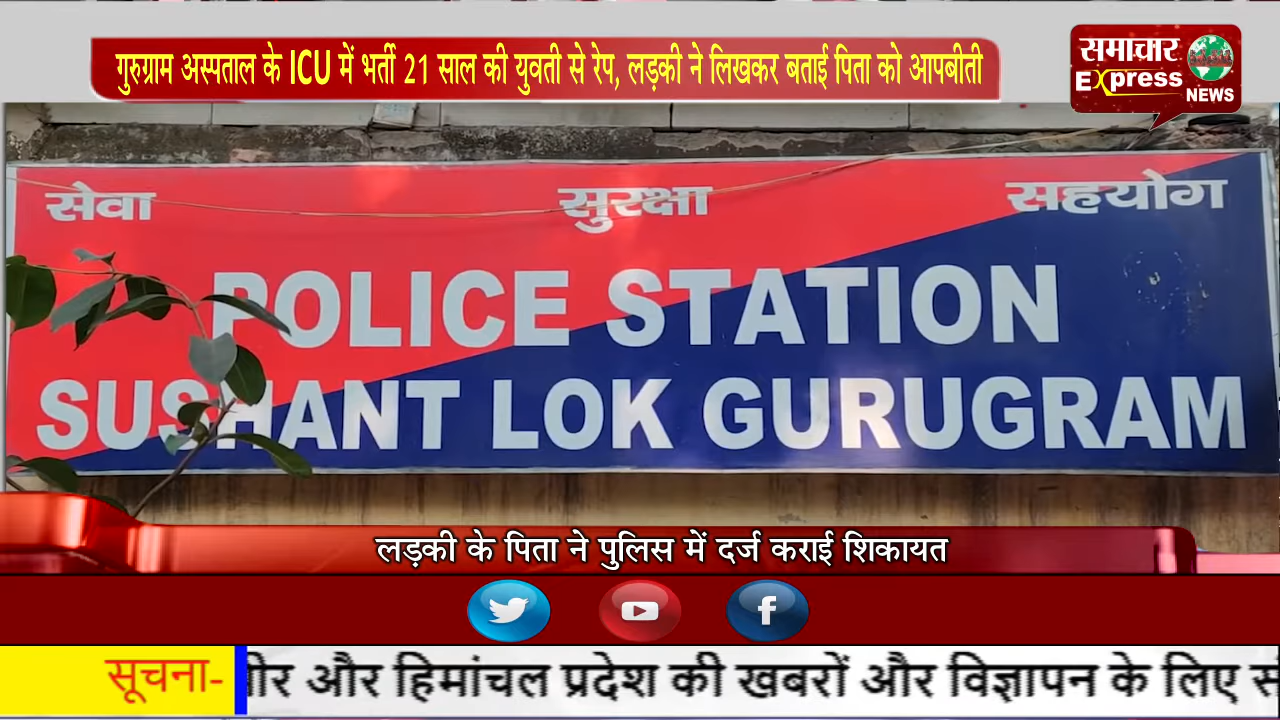 गुरुग्राम अस्पताल के ICU में भर्ती 21 साल की युवती से रेप, लड़की ने लिखकर बताई पिता को आपबीती
समाचार
Express
NEWS
सेवा सुरक्षा सहयोग
POLICE STATION
SUSHANT LOK GURUGRAM
लड़की के पिता ने पुलिस में दर्ज कराई शिकायत
सूचना- और हिमांचल प्रदेश की खबरों और विज्ञापन के लिए